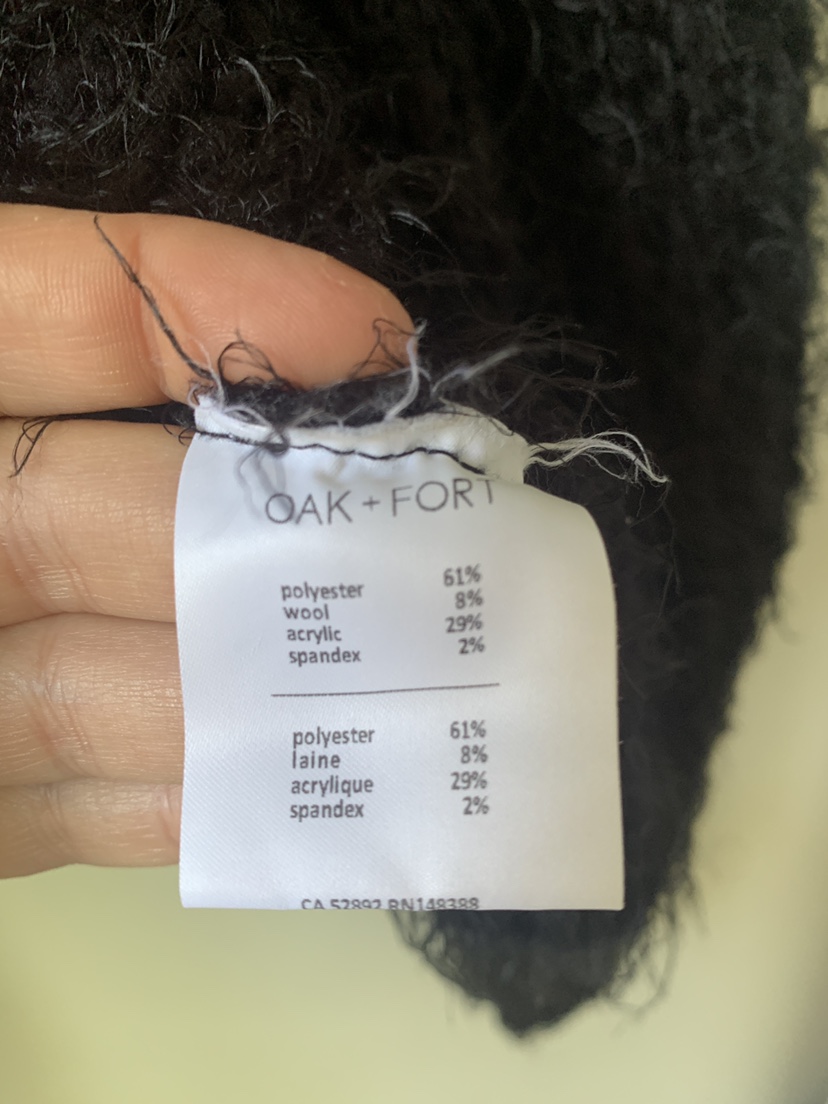 OAK + FORT
polyester 61%
wool 8%
acrylic 29%
spandex 2%
polyester 61%
laine 8%
acrylique 29%
spandex 2%
CA 52892 RN148388